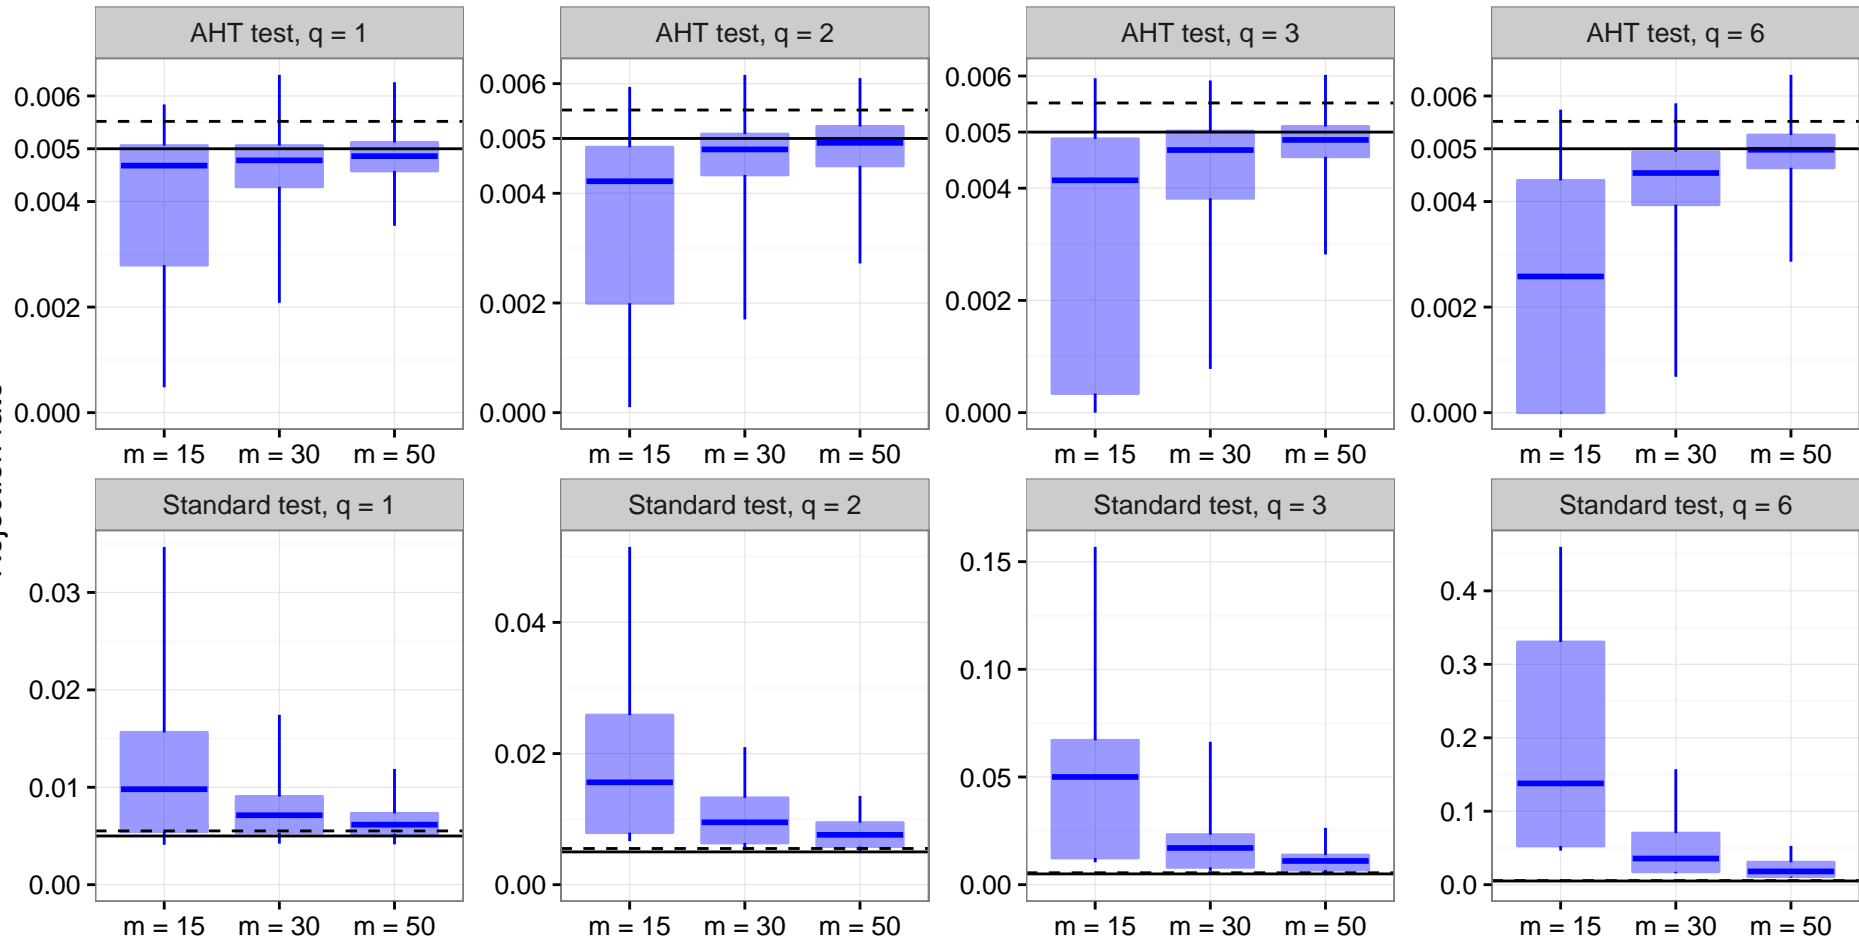 AHT test, q = 1
AHT test, q = 2
AHT test, q = 3
AHT test, q = 6
0.006
0.005
0.004
0.002
0.000
0.006
0.005
0.004
0.002
0.000
0.006
0.005
0.004
0.002
0.000
0.006
0.005
0.004
0.002
0.000
m = 15 m = 30 m = 50
m = 15 m = 30 m = 50
m = 15 m = 30 m = 50
m = 15 m = 30 m = 50
Standard test, q = 1
Standard test, q = 2
Standard test, q = 3
Standard test, q = 6
0.03
0.02
0.01
0.00
0.04
0.02
0.00
0.15
0.10
0.05
0.00
0.4
0.3
0.2
0.1
0.0
m = 15 m = 30 m = 50
m = 15 m = 30 m = 50
m = 15 m = 30 m = 50
m = 15 m = 30 m = 50